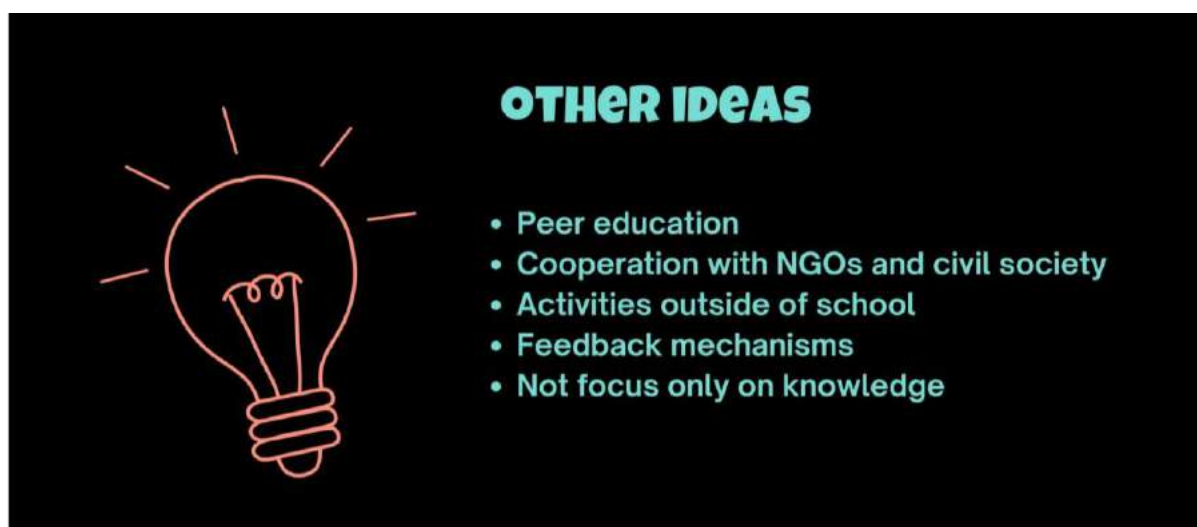 OTHER IDEAS
• Peer education
• Cooperation with NGOs and civil society
• Activities outside of school
• Feedback mechanisms
• Not focus only on knowledge